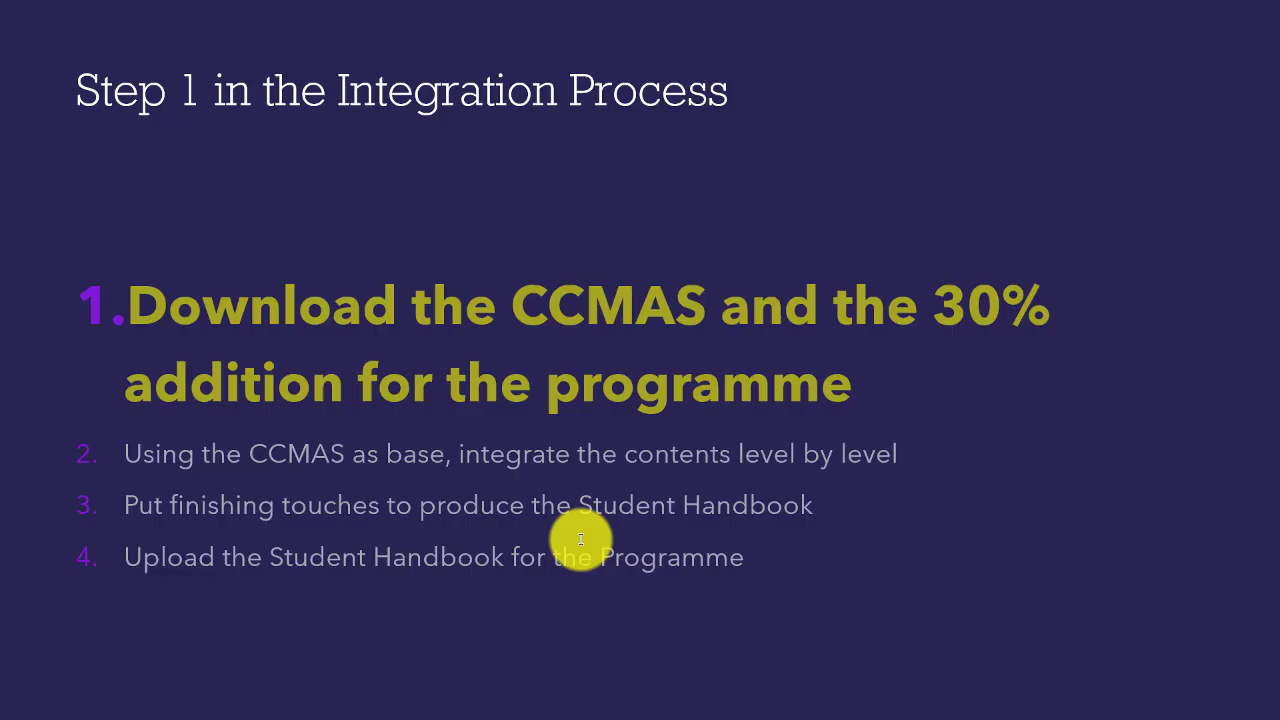 Step 1 in the Integration Process
1. Download the CCMAS and the 30%
addition for the programme
2. Using the CCMAS as base, integrate the contents level by level
3. Put finishing touches to produce the Student Handbook
4. Upload the Student Handbook for the Programme